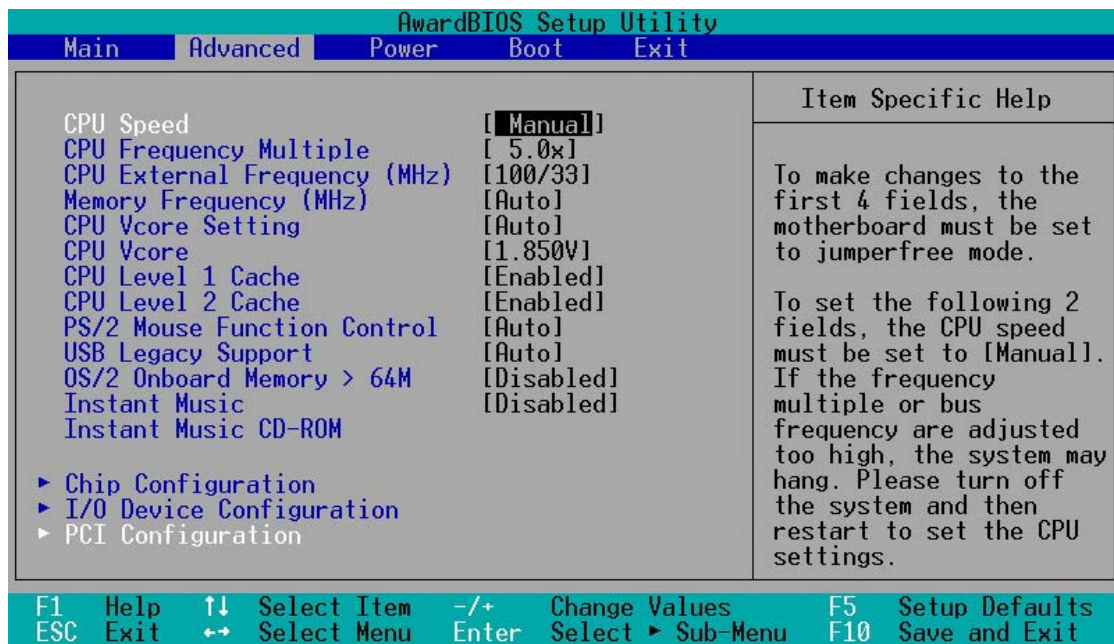 AwardBIOS Setup Utility
Main Advanced Power Boot Exit
CPU Speed [ Manual]
CPU Frequency Multiple [ 5.0x]
CPU External Frequency (MHz) [100/33]
Memory Frequency (MHz) [Auto]
CPU Vcore Setting [Auto]
CPU Vcore [1.850V]
CPU Level 1 Cache [Enabled]
CPU Level 2 Cache [Enabled]
PS/2 Mouse Function Control [Auto]
USB Legacy Support [Auto]
OS/2 Onboard Memory > 64M [Disabled]
Instant Music [Disabled]
Instant Music CD-ROM
► Chip Configuration
► I/O Device Configuration
► PCI Configuration
Item Specific Help
To make changes to the
first 4 fields, the
motherboard must be set
to jumperfree mode.
To set the following 2
fields, the CPU speed
must be set to [Manual].
If the frequency
multiple or bus
frequency are adjusted
too high, the system may
hang. Please turn off
the system and then
restart to set the CPU
settings.
F1 Help ↑↓ Select Item -/+ Change Values F5 Setup Defaults
ESC Exit ↔ Select Menu Enter Select ► Sub-Menu F10 Save and Exit